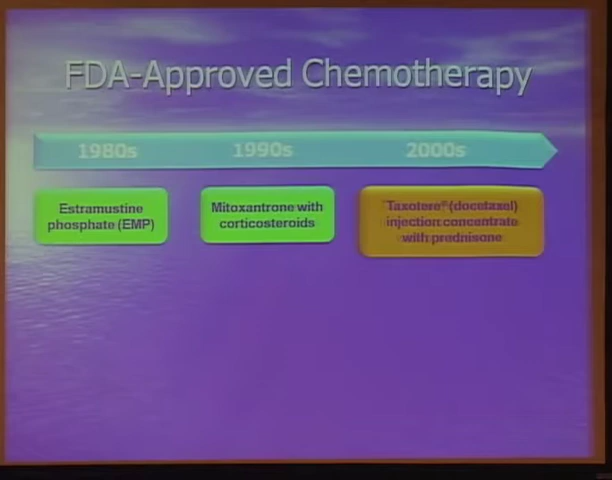 FDA-Approved Chemotherapy
1980s 1990s 2000s
Estramustine
phosphate (EMP)
Mitoxantrone with
corticosteroids
Taxotere® (docetaxel)
injection concentrate
with prednisone